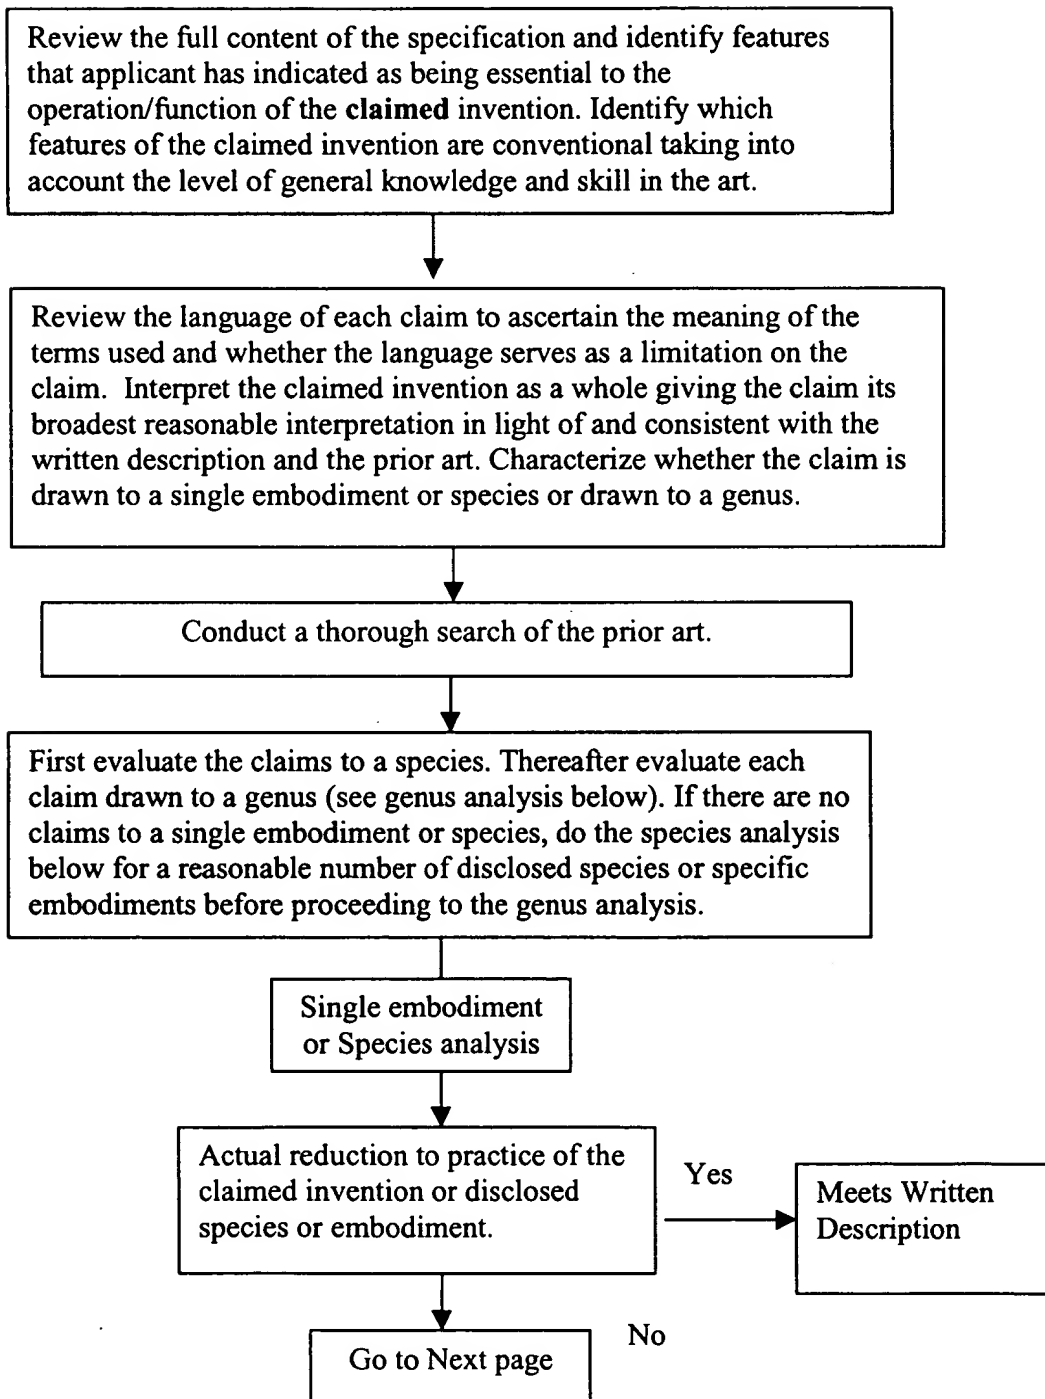 Review the full content of the specification and identify features
that applicant has indicated as being essential to the
operation/function of the claimed invention. Identify which
features of the claimed invention are conventional taking into
account the level of general knowledge and skill in the art.
Review the language of each claim to ascertain the meaning of the
terms used and whether the language serves as a limitation on the
claim. Interpret the claimed invention as a whole giving the claim its
broadest reasonable interpretation in light of and consistent with the
written description and the prior art. Characterize whether the claim is
drawn to a single embodiment or species or drawn to a genus.
Conduct a thorough search of the prior art.
First evaluate the claims to a species. Thereafter evaluate each
claim drawn to a genus (see genus analysis below). If there are no
claims to a single embodiment or species, do the species analysis
below for a reasonable number of disclosed species or specific
embodiments before proceeding to the genus analysis.
Single embodiment
or Species analysis
Actual reduction to practice of the
claimed invention or disclosed
species or embodiment.
Yes
Meets Written
Description
No
Go to Next page